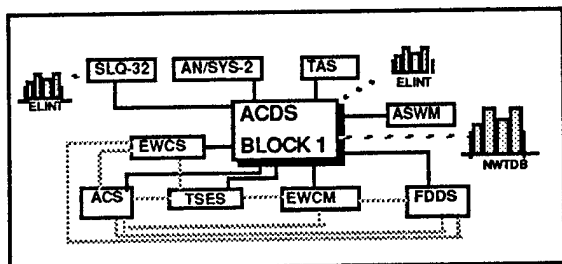 SLQ-32
AN/SYS-2
TAS
ELINT
ELINT
ACDS
BLOCK 1
ASWM
EWCS
NWTDB
ACS
TSES
EWCM
FDDS